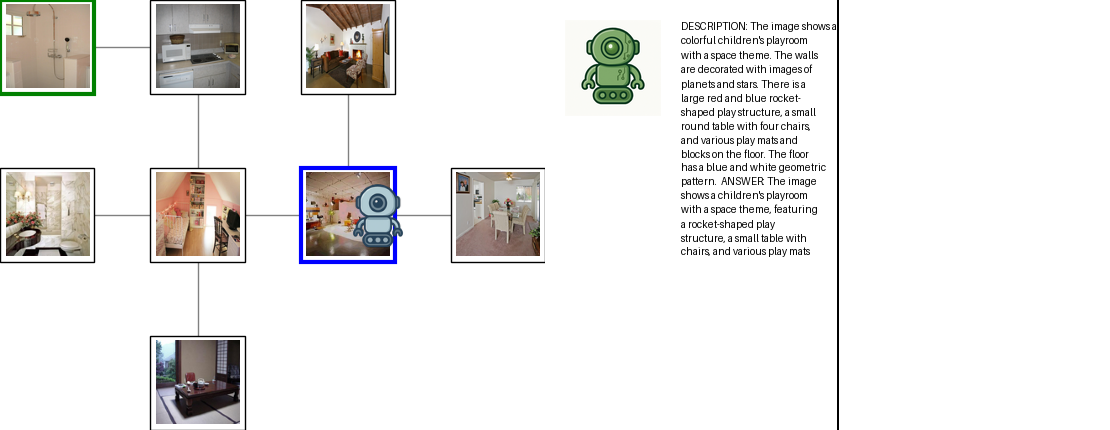 DESCRIPTION: The image shows a
colorful children's playroom
with a space theme. The walls
are decorated with images of
planets and stars. There is a
large red and blue rocket-
shaped play structure, a small
round table with four chairs,
and various play mats and
blocks on the floor. The floor
has a blue and white geometric
pattern. ANSWER: The image
shows a children's playroom
with a space theme, featuring
a rocket-shaped play
structure, a small table with
chairs, and various play mats